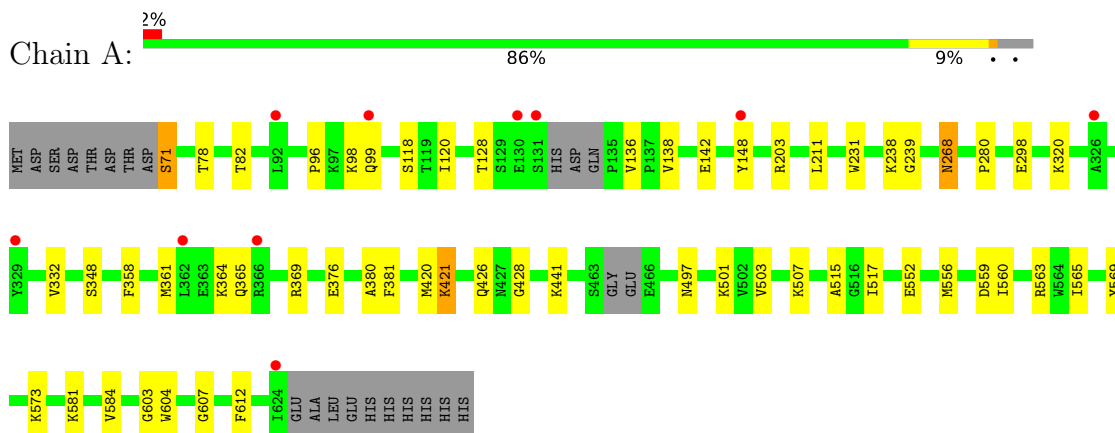 2%
Chain A:
86% 9% • •
MET ASP SER ASP THR THR ASP S71 T78 T82 L92 P96 K97 K98 Q99 S118 T119 I120 T128 S129 E130 S131 HIS ASP GLN P135 V136 P137 V138 E142 Y148 R203 L211 W231 K238 G239 N268 P280 E298 K320 A326
Y329 V332 S348 F358 M361 L362 E363 K364 Q365 R366 R369 E376 A380 F381 M420 K421 Q426 N427 G428 K441 S463 GLY GLU E466 N497 K501 V502 V503 K507 A515 G516 I517 E552 M556 D559 I560 R563 W564 I565 Y569
K573 K581 V584 G603 W604 G607 F612 I624 GLU ALA LEU GLU HIS HIS HIS HIS HIS HIS